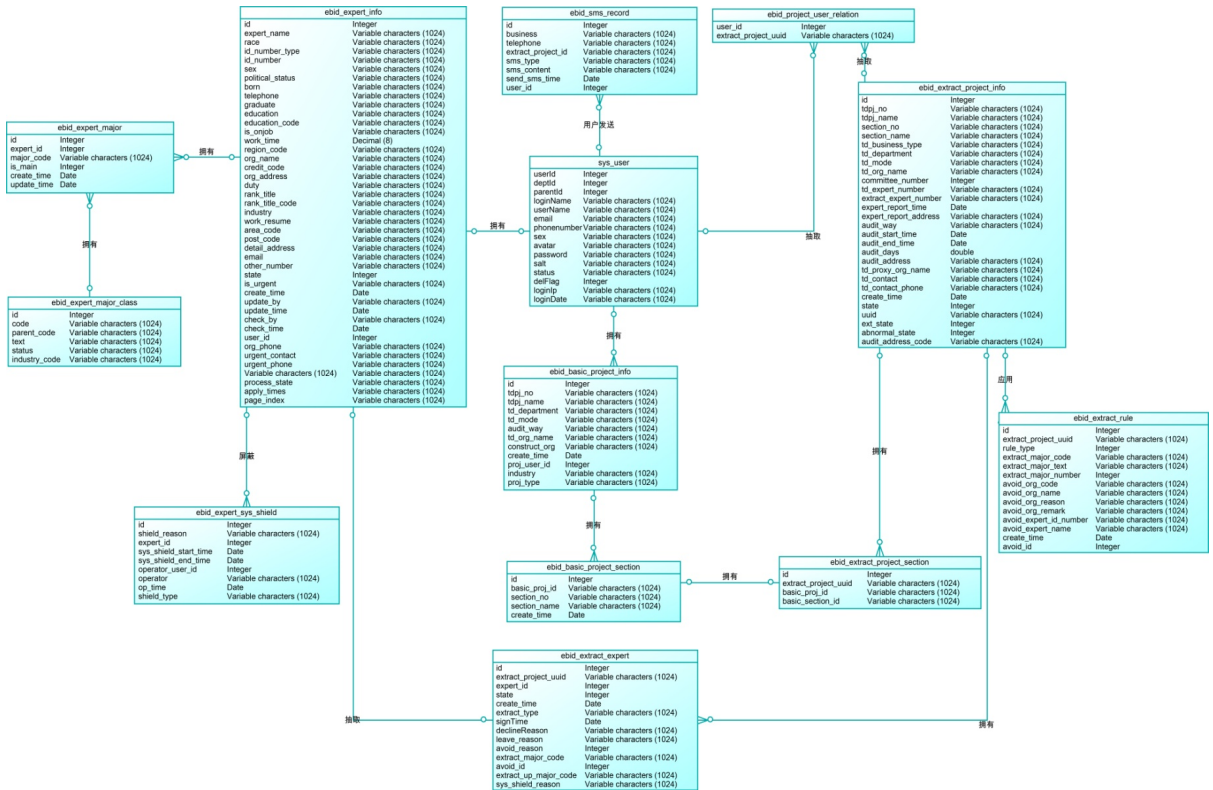 ebid_expert_info
id Integer
expert_name Variable characters (1024)
race Variable characters (1024)
id_number_type Variable characters (1024)
id_number Variable characters (1024)
sex Variable characters (1024)
political_status Variable characters (1024)
born Variable characters (1024)
telephone Variable characters (1024)
graduate Variable characters (1024)
education Variable characters (1024)
education_code Variable characters (1024)
is_onjob Variable characters (1024)
work_time Decimal (8)
region_code Variable characters (1024)
org_name Variable characters (1024)
credit_code Variable characters (1024)
org_address Variable characters (1024)
duty Variable characters (1024)
rank_title Variable characters (1024)
rank_title_code Variable characters (1024)
industry Variable characters (1024)
work_resume Variable characters (1024)
area_code Variable characters (1024)
post_code Variable characters (1024)
detail_address Variable characters (1024)
email Variable characters (1024)
other_number Variable characters (1024)
state Integer
is_urgent Variable characters (1024)
create_time Date
update_by Variable characters (1024)
update_time Date
check_by Variable characters (1024)
check_time Date
user_id Integer
org_phone Variable characters (1024)
urgent_contact Variable characters (1024)
urgent_phone Variable characters (1024)
Variable characters (1024) Variable characters (1024)
process_state Variable characters (1024)
apply_times Variable characters (1024)
page_index Variable characters (1024)
ebid_sms_record
id Integer
business Variable characters (1024)
telephone Variable characters (1024)
extract_project_id Variable characters (1024)
sms_type Variable characters (1024)
sms_content Variable characters (1024)
send_sms_time Date
user_id Integer
ebid_project_user_relation
user_id Integer
extract_project_uuid Variable characters (1024)
抽取
ebid_extract_project_info
id Integer
tdpj_no Variable characters (1024)
tdpj_name Variable characters (1024)
section_no Variable characters (1024)
section_name Variable characters (1024)
td_business_type Variable characters (1024)
td_department Variable characters (1024)
td_mode Variable characters (1024)
td_org_name Variable characters (1024)
committee_number Integer
td_expert_number Variable characters (1024)
extract_expert_number Variable characters (1024)
expert_report_time Date
expert_report_address Variable characters (1024)
audit_way Variable characters (1024)
audit_start_time Date
audit_end_time Date
audit_days double
audit_address Variable characters (1024)
td_proxy_org_name Variable characters (1024)
td_contact Variable characters (1024)
td_contact_phone Variable characters (1024)
create_time Date
state Integer
uuid Variable characters (1024)
ext_state Integer
abnormal_state Integer
audit_address_code Variable characters (1024)
ebid_expert_major
id Integer
expert_id Integer
major_code Variable characters (1024)
is_main Integer
create_time Date
update_time Date
拥有
用户发送
sys_user
userId Integer
deptId Integer
parentId Integer
loginName Variable characters (1024)
userName Variable characters (1024)
email Variable characters (1024)
phonenumber Variable characters (1024)
sex Variable characters (1024)
avatar Variable characters (1024)
password Variable characters (1024)
salt Variable characters (1024)
status Variable characters (1024)
delFlag Integer
loginIp Variable characters (1024)
loginDate Variable characters (1024)
拥有
抽取
拥有
ebid_expert_major_class
id Integer
code Variable characters (1024)
parent_code Variable characters (1024)
text Variable characters (1024)
status Variable characters (1024)
industry_code Variable characters (1024)
拥有
ebid_basic_project_info
id Integer
tdpj_no Variable characters (1024)
tdpj_name Variable characters (1024)
td_department Variable characters (1024)
td_mode Variable characters (1024)
audit_way Variable characters (1024)
td_org_name Variable characters (1024)
construct_org Variable characters (1024)
create_time Date
proj_user_id Integer
industry Variable characters (1024)
proj_type Variable characters (1024)
应用
ebid_extract_rule
id Integer
extract_project_uuid Variable characters (1024)
rule_type Integer
extract_major_code Variable characters (1024)
extract_major_text Variable characters (1024)
extract_major_number Integer
avoid_org_code Variable characters (1024)
avoid_org_name Variable characters (1024)
avoid_org_reason Variable characters (1024)
avoid_org_remark Variable characters (1024)
avoid_expert_id_number Variable characters (1024)
avoid_expert_name Variable characters (1024)
create_time Date
avoid_id Integer
屏蔽
拥有
ebid_expert_sys_shield
id Integer
shield_reason Variable characters (1024)
expert_id Integer
sys_shield_start_time Date
sys_shield_end_time Date
operator_user_id Integer
operator Variable characters (1024)
op_time Date
shield_type Variable characters (1024)
拥有
ebid_basic_project_section
id Integer
basic_proj_id Variable characters (1024)
section_no Variable characters (1024)
section_name Variable characters (1024)
create_time Date
拥有
ebid_extract_project_section
id Integer
extract_project_uuid Variable characters (1024)
basic_proj_id Variable characters (1024)
basic_section_id Variable characters (1024)
ebid_extract_expert
id Integer
extract_project_uuid Variable characters (1024)
expert_id Integer
state Integer
create_time Date
extract_type Variable characters (1024)
signTime Date
declineReason Variable characters (1024)
leave_reason Variable characters (1024)
avoid_reason Integer
extract_major_code Variable characters (1024)
avoid_id Integer
extract_up_major_code Variable characters (1024)
sys_shield_reason Variable characters (1024)
抽取
拥有